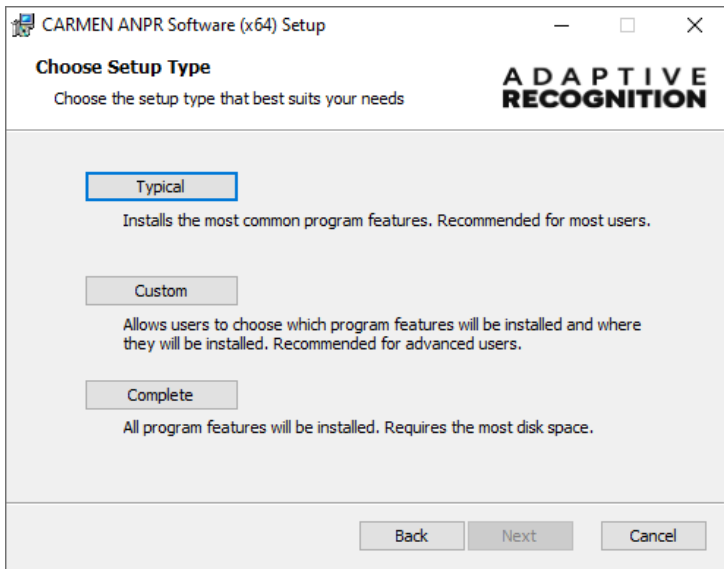 CARMEN ANPR Software (x64) Setup
Choose Setup Type
Choose the setup type that best suits your needs
ADAPTIVE
RECOGNITION
Typical
Installs the most common program features. Recommended for most users.
Custom
Allows users to choose which program features will be installed and where
they will be installed. Recommended for advanced users.
Complete
All program features will be installed. Requires the most disk space.
Back
Next
Cancel